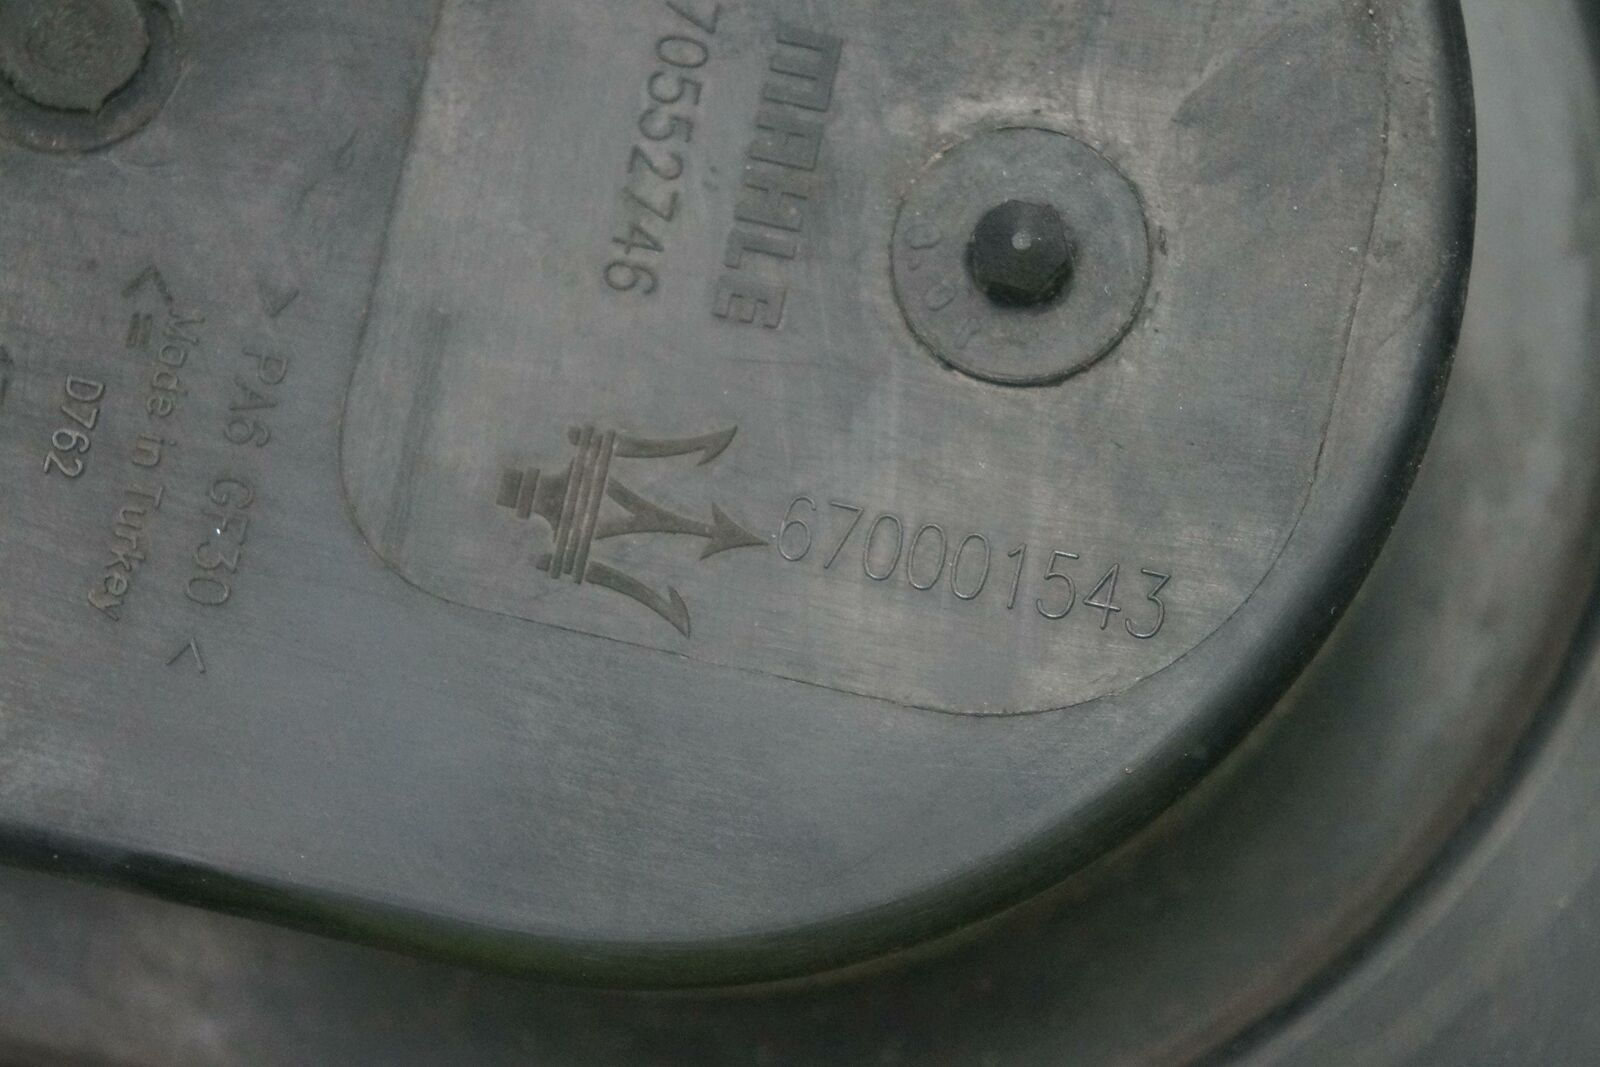 MAHLE
70552746
670001543
>PA6 GF30<
Made in Turkey
D762